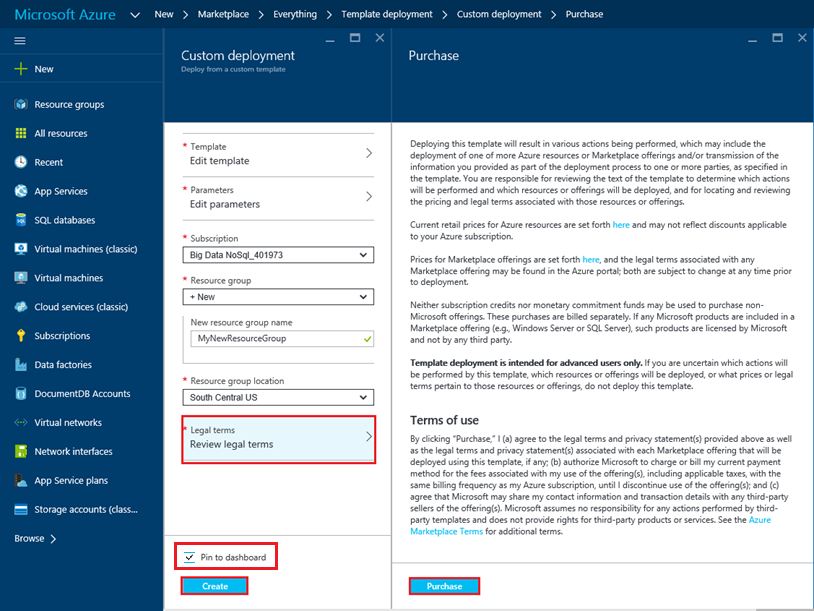 Microsoft Azure New Marketplace Everything Template deployment Custom deployment Purchase
New
Resource groups
All resources
Recent
App Services
SQL databases
Virtual machines (classic)
Virtual machines
Cloud services (classic)
Subscriptions
Data factories
DocumentDB Accounts
Virtual networks
Network interfaces
App Service plans
Storage accounts (clas...
Browse
Custom deployment
Deploy from a custom template
* Template
Edit template
* Parameters
Edit parameters
* Subscription
Big Data NoSql_401973
* Resource group
+ New
New resource group name
MyNewResourceGroup
* Resource group location
South Central US
* Legal terms
Review legal terms
Pin to dashboard
Create
Purchase
Deploying this template will result in various actions being performed, which may include the
deployment of one of more Azure resources or Marketplace offerings and/or transmission of the
information you provided as part of the deployment process to one or more parties, as specified in
the template. You are responsible for reviewing the text of the template to determine which actions
will be performed and which resources or offerings will be deployed, and for locating and reviewing
the pricing and legal terms associated with those resources or offerings.
Current retail prices for Azure resources are set forth here and may not reflect discounts applicable
to your Azure subscription.
Prices for Marketplace offerings are set forth here, and the legal terms associated with any
Marketplace offering may be found in the Azure portal; both are subject to change at any time prior
to deployment.
Neither subscription credits nor monetary commitment funds may be used to purchase non-
Microsoft offerings. These purchases are billed separately. If any Microsoft products are included in a
Marketplace offering (e.g., Windows Server or SQL Server), such products are licensed by Microsoft
and not by any third party.
Template deployment is intended for advanced users only. If you are uncertain which actions will
be performed by this template, which resources or offerings will be deployed, or what prices or legal
terms pertain to those resources or offerings, do not deploy this template.
Terms of use
By clicking "Purchase," I (a) agree to the legal terms and privacy statement(s) provided above as well
as the legal terms and privacy statement(s) associated with each Marketplace offering that will be
deployed using this template, if any; (b) authorize Microsoft to charge or bill my current payment
method for the fees associated with my use of the offering(s), including applicable taxes, with the
same billing frequency as my Azure subscription, until I discontinue use of the offering(s); and (c)
agree that Microsoft may share my contact information and transaction details with any third-party
sellers of the offering(s). Microsoft assumes no responsibility for any actions performed by third-
party templates and does not provide rights for third-party products or services. See the Azure
Marketplace Terms for additional terms.
Purchase